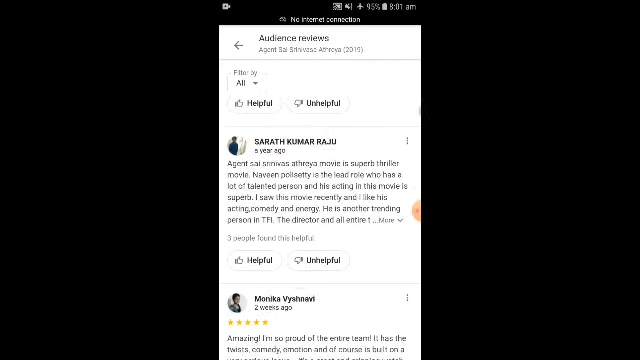 95% 8:01 am
No internet connection
Audience reviews
Agent Sai Srinivasa Athreya (2019)
Filter by
All
Helpful Unhelpful
SARATH KUMAR RAJU
a year ago
Agent sai srinivas athreya movie is superb thriller
movie. Naveen polisetty is the lead role who has a
lot of talented person and his acting in this movie is
superb. I saw this movie recently and I like his
acting,comedy and energy. He is another trending
person in TFI. The director and all entire t ...More
3 people found this helpful
Helpful Unhelpful
Monika Vyshnavi
2 weeks ago
Amazing! I'm so proud of the entire team! It has the
twists, comedy, emotion and of course is built on a